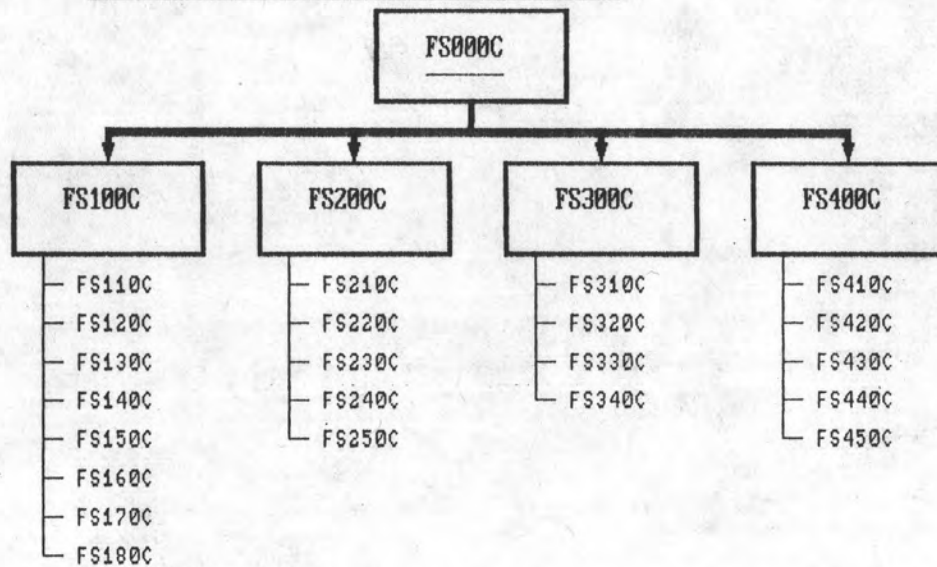 FS000C
FS100C FS200C FS300C FS400C
FS110C FS210C FS310C FS410C
FS120C FS220C FS320C FS420C
FS130C FS230C FS330C FS430C
FS140C FS240C FS340C FS440C
FS150C FS250C FS450C
FS160C
FS170C
FS180C